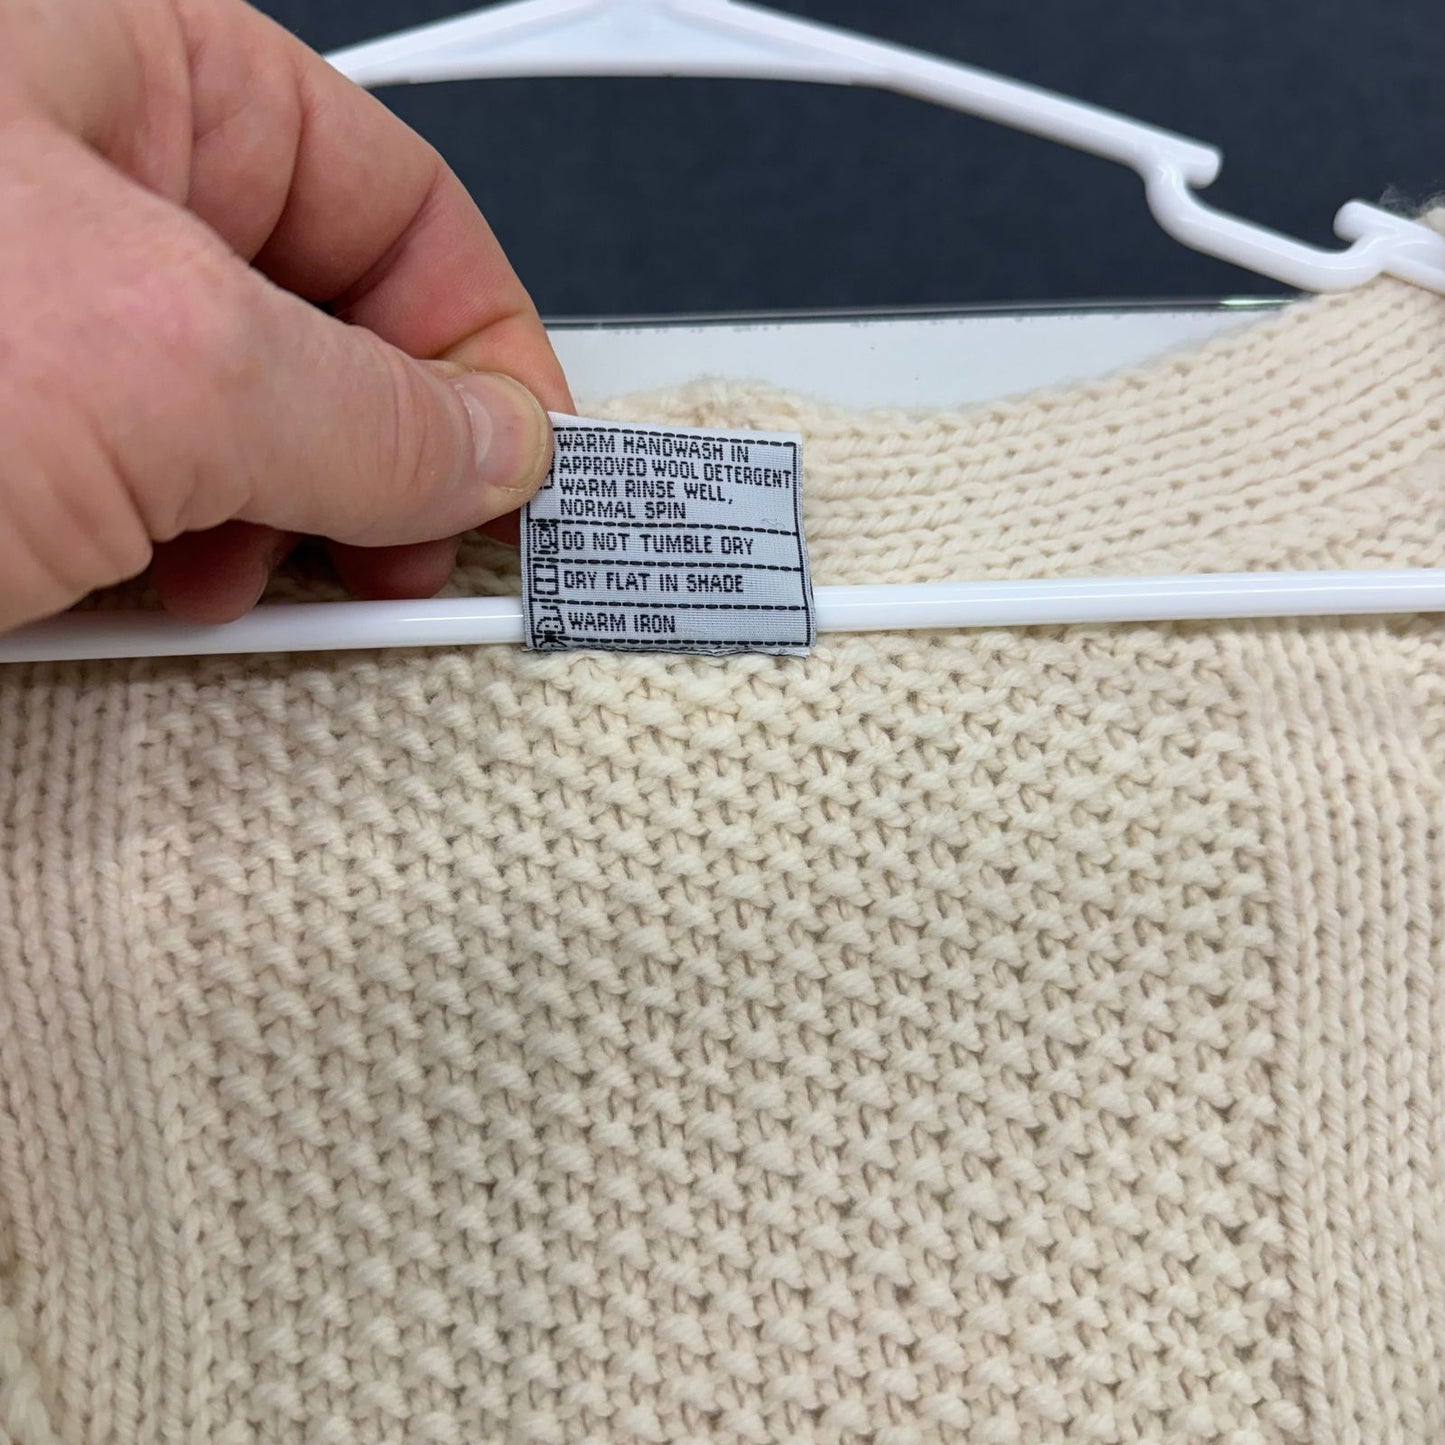 WARM HANDWASH IN
APPROVED WOOL DETERGENT
WARM RINSE WELL,
NORMAL SPIN
DO NOT TUMBLE DRY
DRY FLAT IN SHADE
WARM IRON